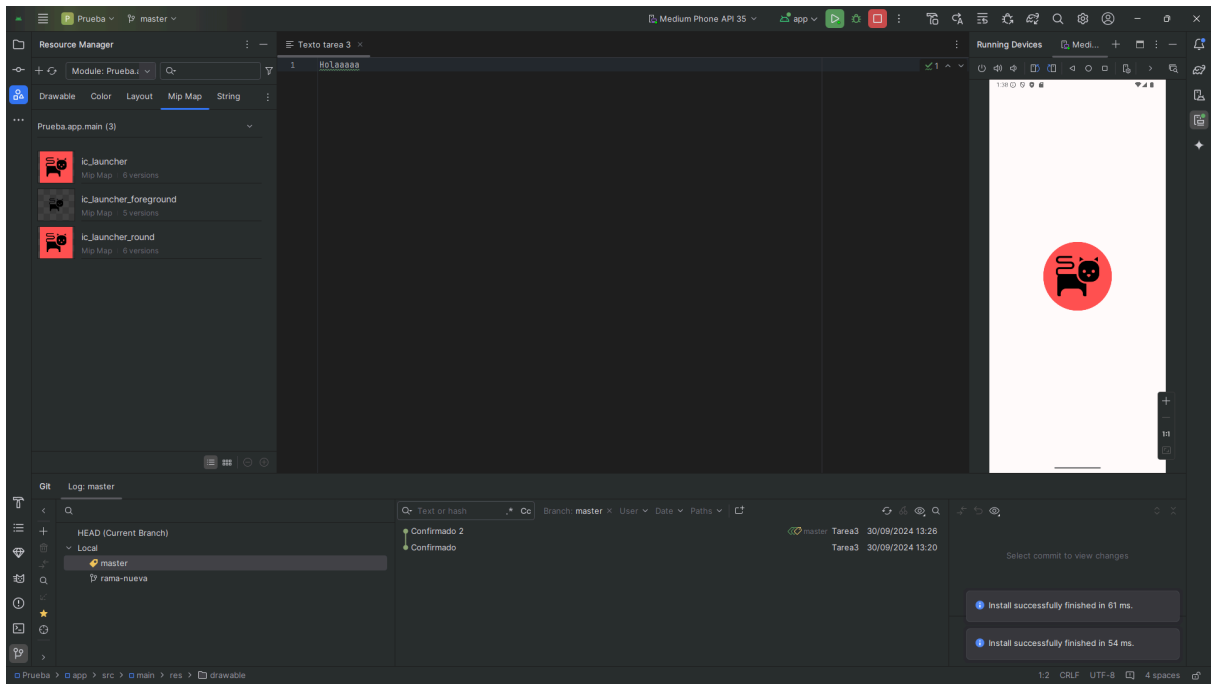 Prueba master Medium Phone API 35 app
Resource Manager
Texto tarea 3
Running Devices Medi...
Module: Prueba.a
1 Holaaaaa
1
Drawable Color Layout Mip Map String
1:38
Prueba.app.main (3)
ic_launcher
Mip Map 6 versions
ic_launcher_foreground
Mip Map 5 versions
ic_launcher_round
Mip Map 6 versions
1:1
Git Log: master
Text or hash .* Cc Branch: master User Date Paths
HEAD (Current Branch)
Local
master
rama-nueva
Confirmado 2 master Tarea3 30/09/2024 13:26
Confirmado Tarea3 30/09/2024 13:20
Select commit to view changes
Install successfully finished in 61 ms.
Install successfully finished in 54 ms.
Prueba > app > src > main > res > drawable
1:2 CRLF UTF-8 4 spaces